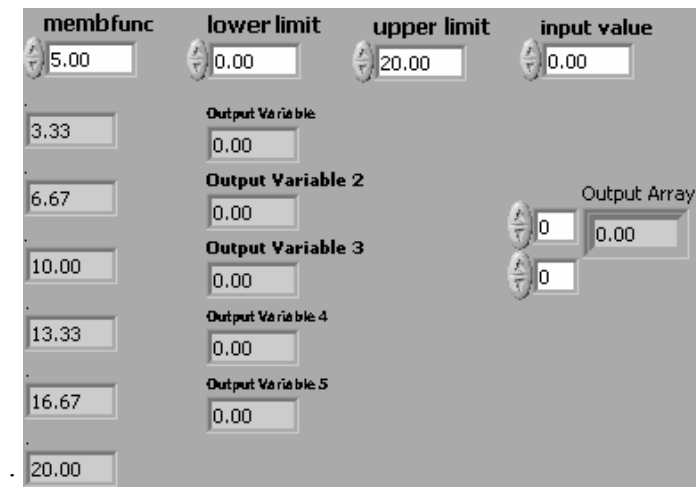 membfunc lower limit upper limit input value
5.00 0.00 20.00 0.00
. Output Variable
3.33 0.00
. Output Variable 2
6.67 0.00
Output Array
0 0.00
0
. Output Variable 3
10.00 0.00
. Output Variable 4
13.33 0.00
. Output Variable 5
16.67 0.00
.
. 20.00